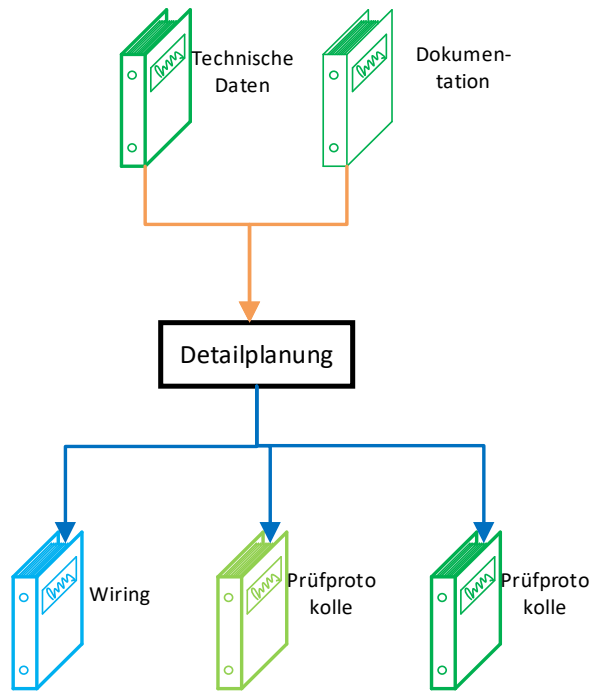 Technische
Daten
Dokumen-
tation
Detailplanung
Wiring
Prüfproto
kolle
Prüfproto
kolle